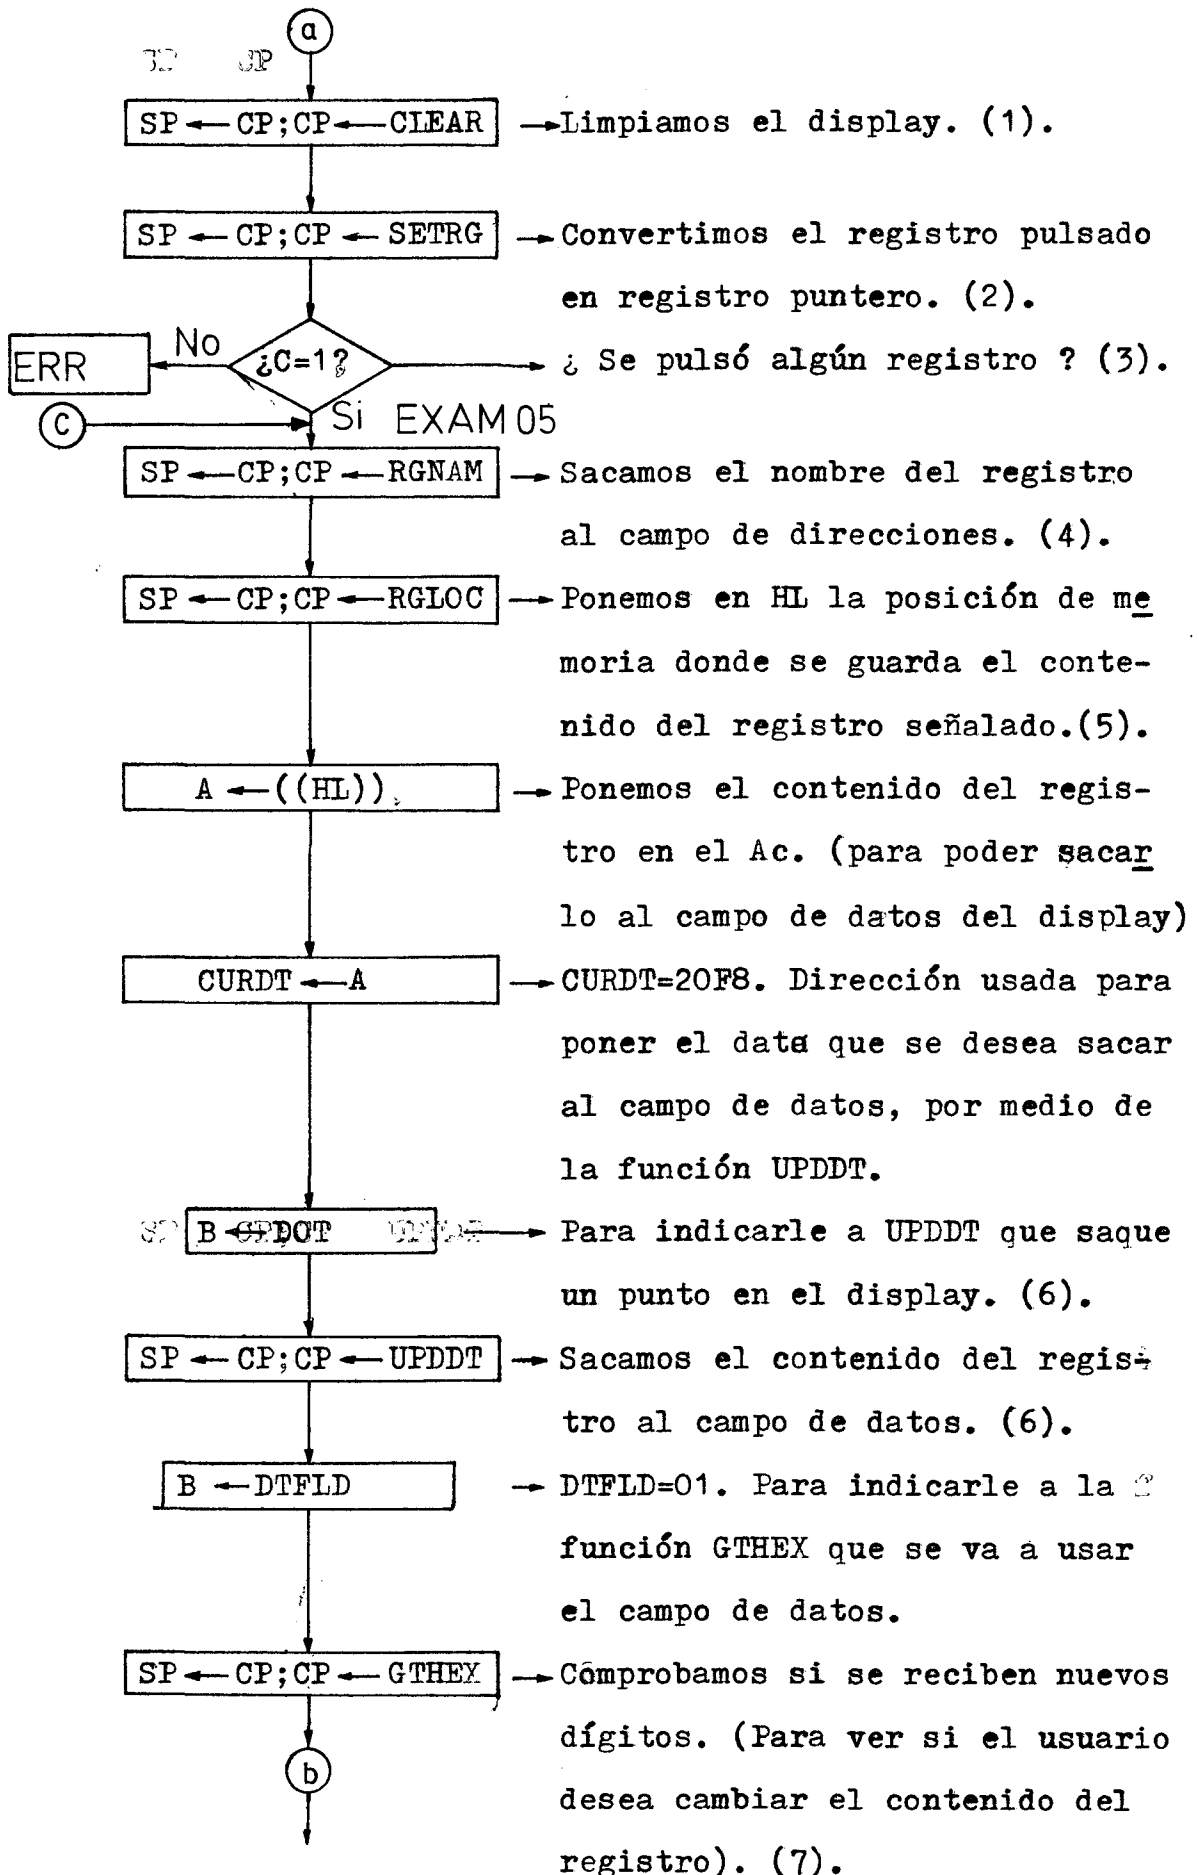 a
SP ← CP;CP ← CLEAR → Limpiamos el display. (1).
SP ← CP;CP ← SETRG → Convertimos el registro pulsado
en registro puntero. (2).
ERR No ¿C=1? → ¿ Se pulsó algún registro ? (3).
C Si EXAM 05
SP ← CP;CP ← RGNAM → Sacamos el nombre del registro
al campo de direcciones. (4).
SP ← CP;CP ← RGLOC → Ponemos en HL la posición de me
moria donde se guarda el conte-
nido del registro señalado.(5).
A ← ((HL)) → Ponemos el contenido del regis-
tro en el Ac. (para poder sacar
lo al campo de datos del display)
CURDT ← A → CURDT=20F8. Dirección usada para
poner el data que se desea sacar
al campo de datos, por medio de
la función UPDDT.
B ← DOT → Para indicarle a UPDDT que saque
un punto en el display. (6).
SP ← CP;CP ← UPDDT → Sacamos el contenido del regis-
tro al campo de datos. (6).
B ← DTFLD → DTFLD=01. Para indicarle a la
función GTHEX que se va a usar
el campo de datos.
SP ← CP;CP ← GTHEX → Comprobamos si se reciben nuevos
dígitos. (Para ver si el usuario
b
desea cambiar el contenido del
registro). (7).